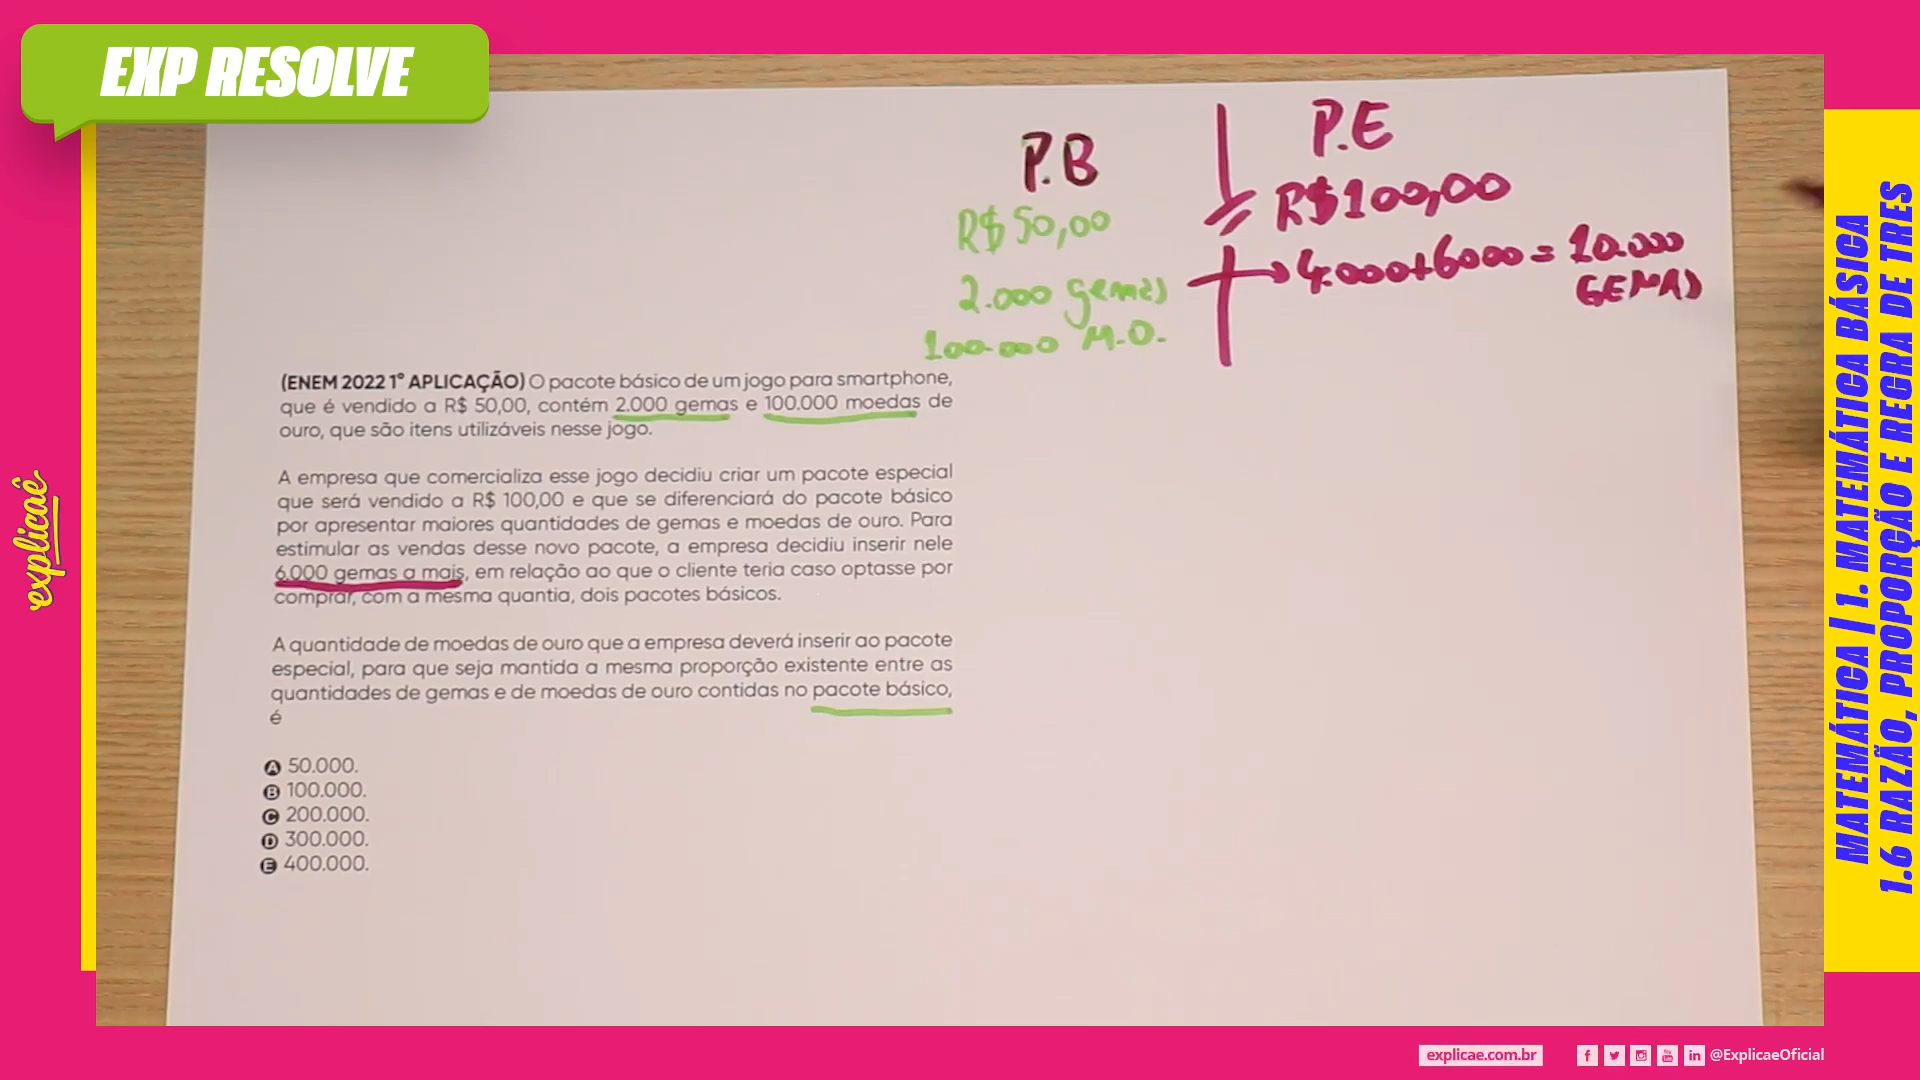 EXP RESOLVE
P.B
R$ 50,00
2.000 gemas
100.000 M.O.
P.E
R$ 100,00
4.000+6000 = 10.000
GEMAS
(ENEM 2022 1° APLICAÇÃO) O pacote básico de um jogo para smartphone,
que é vendido a R$ 50,00, contém 2.000 gemas e 100.000 moedas de
ouro, que são itens utilizáveis nesse jogo.
A empresa que comercializa esse jogo decidiu criar um pacote especial
que será vendido a R$ 100,00 e que se diferenciará do pacote básico
por apresentar maiores quantidades de gemas e moedas de ouro. Para
estimular as vendas desse novo pacote, a empresa decidiu inserir nele
6.000 gemas a mais, em relação ao que o cliente teria caso optasse por
comprar, com a mesma quantia, dois pacotes básicos.
A quantidade de moedas de ouro que a empresa deverá inserir ao pacote
especial, para que seja mantida a mesma proporção existente entre as
quantidades de gemas e de moedas de ouro contidas no pacote básico,
é
A 50.000.
B 100.000.
C 200.000.
D 300.000.
E 400.000.
explicaê
MATEMÁTICA | 1. MATEMÁTICA BÁSICA
1.6 RAZÃO, PROPORÇÃO E REGRA DE TRES
explicae.com.br
@ExplicaeOficial